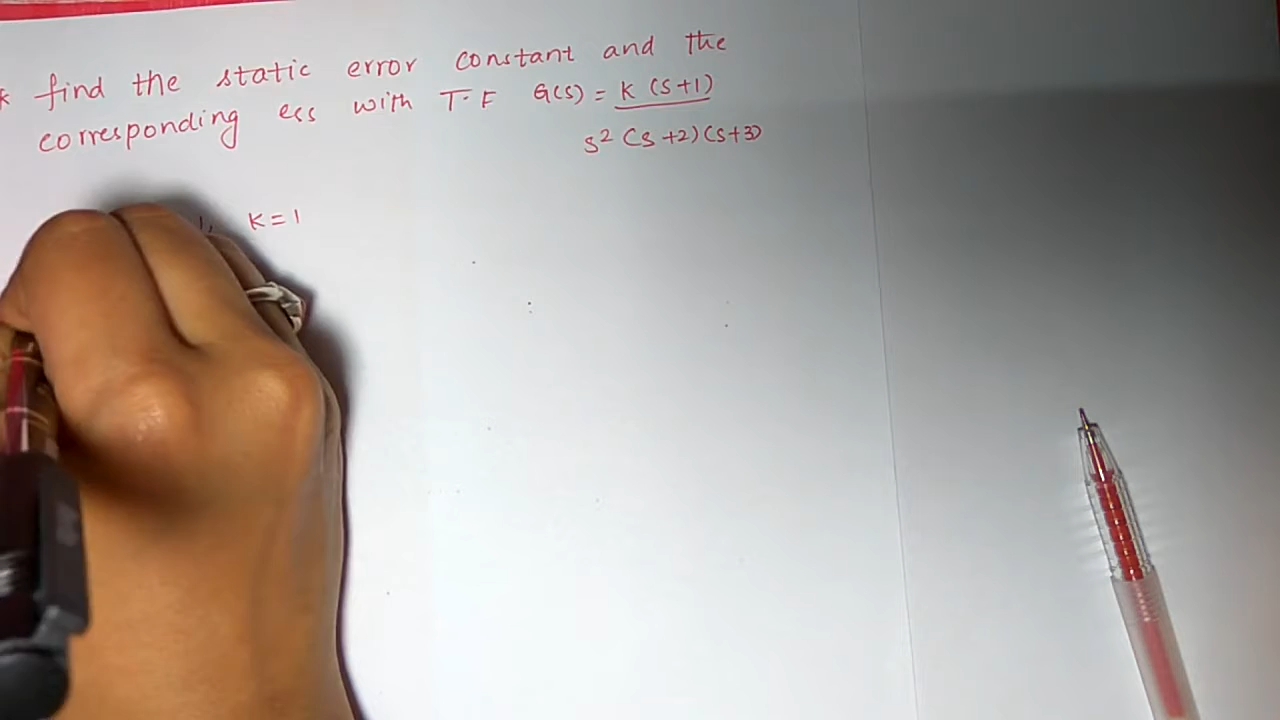 * find the static error constant and the
corresponding ess with T.F G(s) = K (s+1)
s² (s+2)(s+3)
K=1